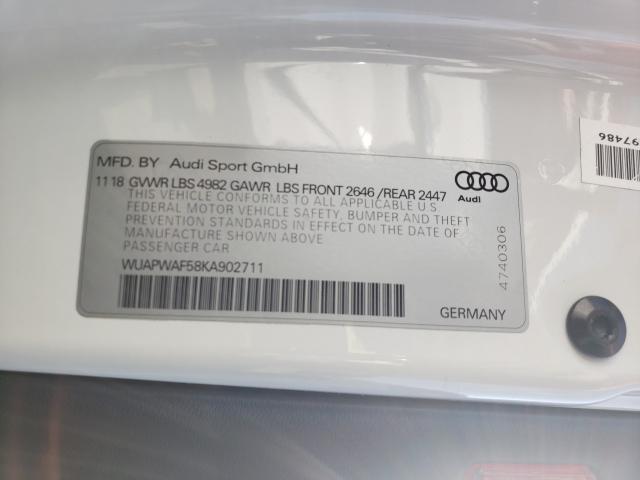 MFD. BY Audi Sport GmbH
11 18 GVWR LBS 4982 GAWR LBS FRONT 2646 /REAR 2447
THIS VEHICLE CONFORMS TO ALL APPLICABLE U S
FEDERAL MOTOR VEHICLE SAFETY, BUMPER AND THEFT
PREVENTION STANDARDS IN EFFECT ON THE DATE OF
MANUFACTURE SHOWN ABOVE
PASSENGER CAR
WUAPWAF58KA902711
Audi
4740306
GERMANY
97486